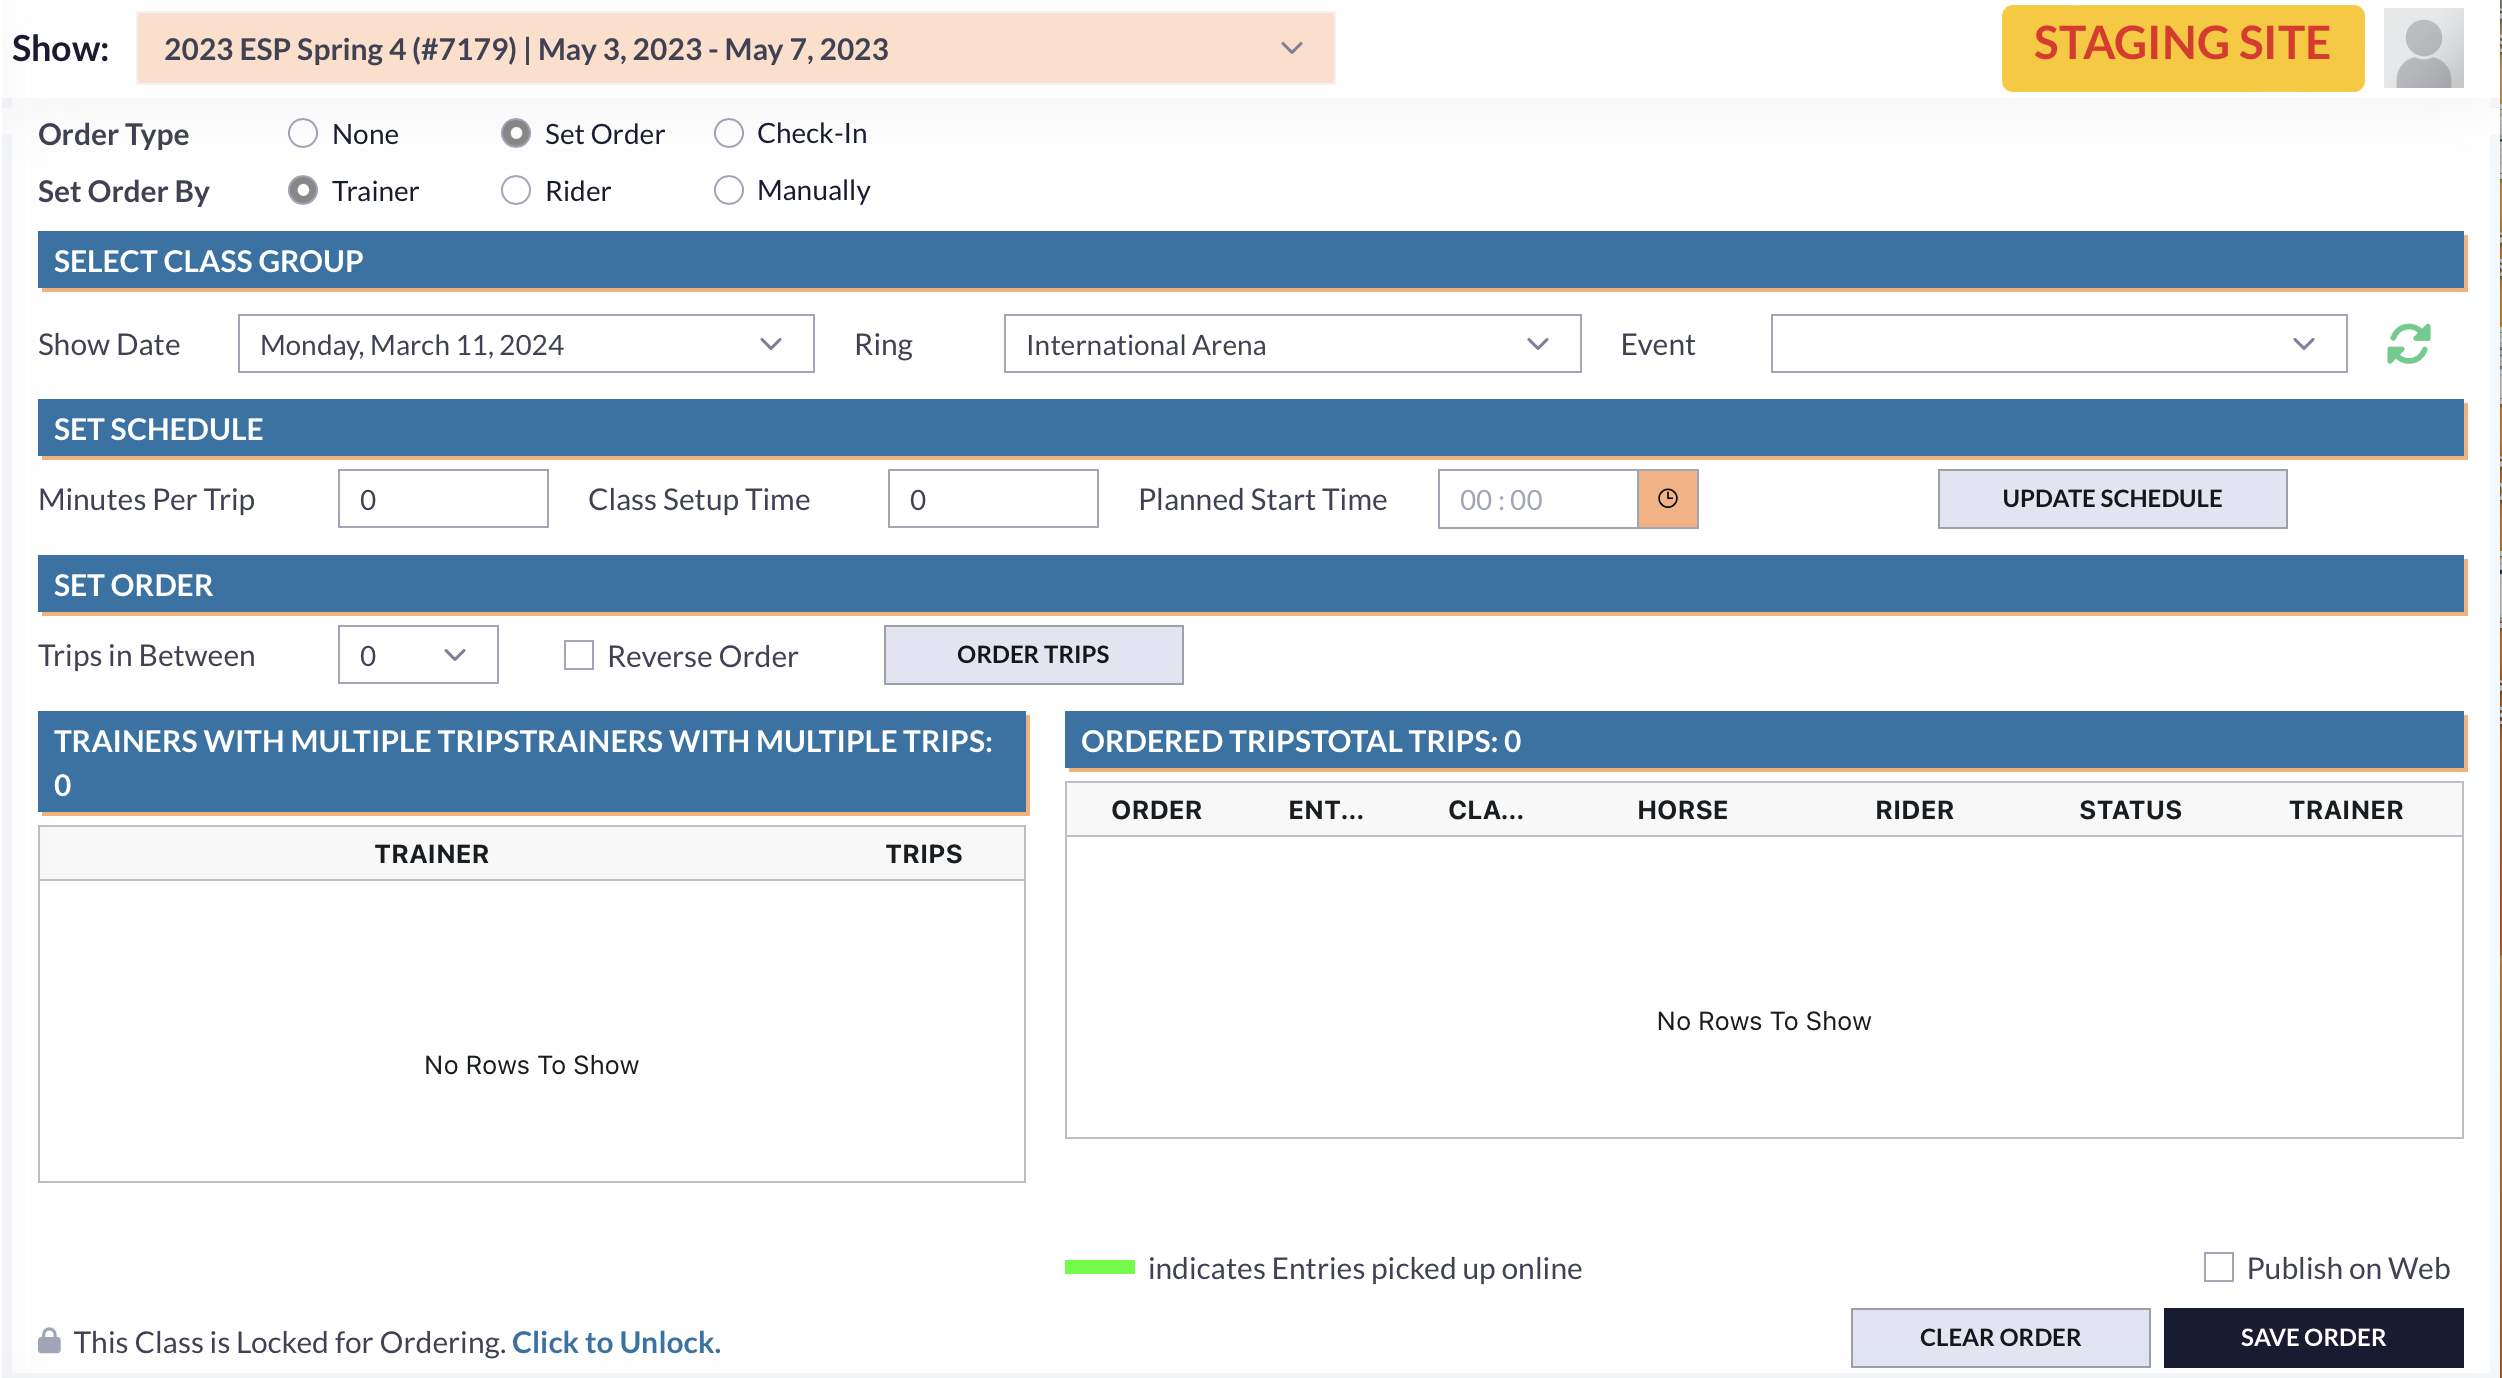 Show: 2023 ESP Spring 4 (#7179) | May 3, 2023 - May 7, 2023 STAGING SITE
Order Type None Set Order Check-In
Set Order By Trainer Rider Manually
SELECT CLASS GROUP
Show Date Monday, March 11, 2024 Ring International Arena Event
SET SCHEDULE
Minutes Per Trip 0 Class Setup Time 0 Planned Start Time 00 : 00 UPDATE SCHEDULE
SET ORDER
Trips in Between 0 Reverse Order ORDER TRIPS
TRAINERS WITH MULTIPLE TRIPSTRAINERS WITH MULTIPLE TRIPS:
0
TRAINER TRIPS
No Rows To Show
ORDERED TRIPSTOTAL TRIPS: 0
ORDER ENT... CLA... HORSE RIDER STATUS TRAINER
No Rows To Show
indicates Entries picked up online Publish on Web
This Class is Locked for Ordering. Click to Unlock. CLEAR ORDER SAVE ORDER